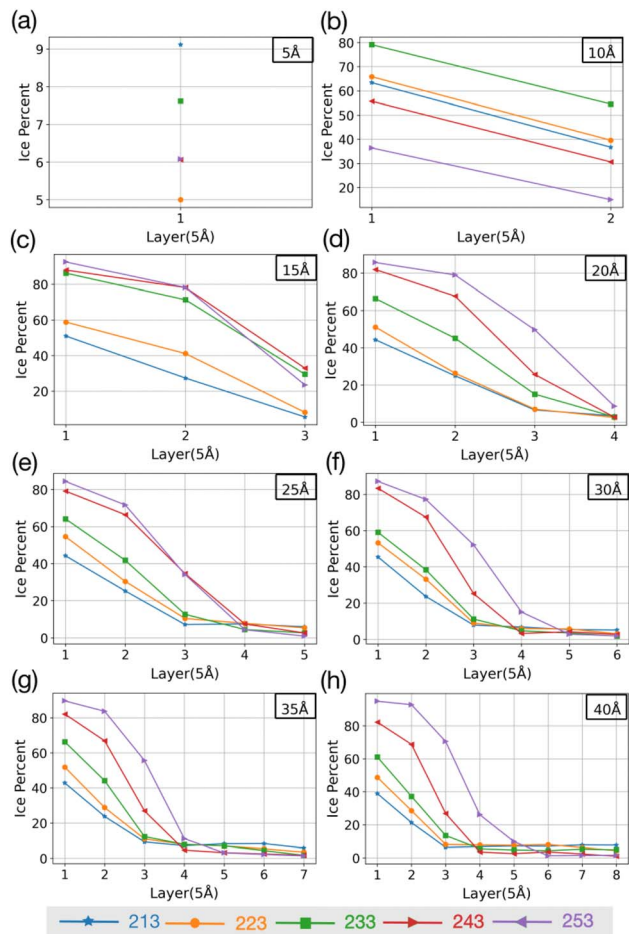 (a)
5Å
Ice Percent
9
8
7
6
5
1
Layer(5Å)
(b)
10Å
Ice Percent
80
70
60
50
40
30
20
1 2
Layer(5Å)
(c)
15Å
Ice Percent
80
60
40
20
1 2 3
Layer(5Å)
(d)
20Å
Ice Percent
80
60
40
20
0
1 2 3 4
Layer(5Å)
(e)
25Å
Ice Percent
80
60
40
20
0
1 2 3 4 5
Layer(5Å)
(f)
30Å
Ice Percent
80
60
40
20
0
1 2 3 4 5 6
Layer(5Å)
(g)
35Å
Ice Percent
80
60
40
20
0
1 2 3 4 5 6 7
Layer(5Å)
(h)
40Å
Ice Percent
80
60
40
20
0
1 2 3 4 5 6 7 8
Layer(5Å)
213 223 233 243 253